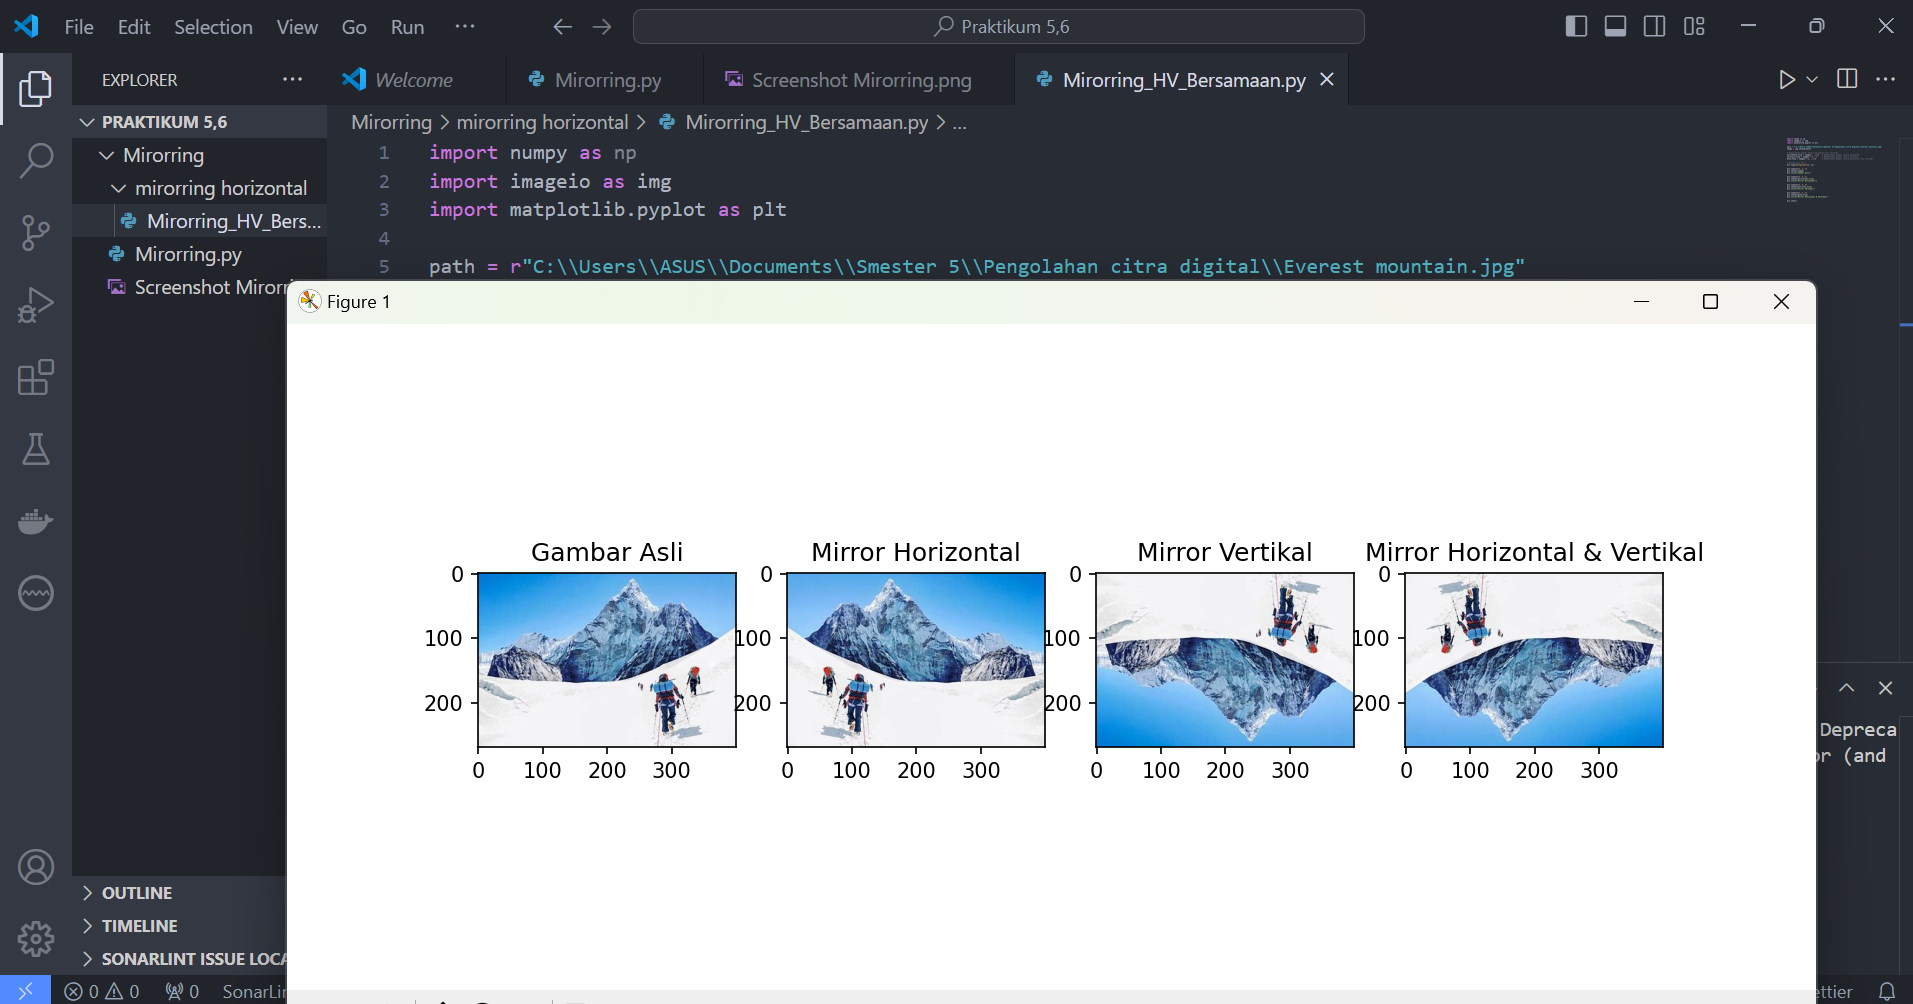 File Edit Selection View Go Run ···
Praktikum 5,6
EXPLORER ···
Welcome
Mirorring.py
Screenshot Mirorring.png
Mirorring_HV_Bersamaan.py
PRAKTIKUM 5,6
Mirorring
mirorring horizontal
Mirorring_HV_Bers...
Mirorring.py
Screenshot Mirorri
Mirorring > mirorring horizontal > Mirorring_HV_Bersamaan.py > ...
1 import numpy as np
2 import imageio as img
3 import matplotlib.pyplot as plt
4
5 path = r"C:\\Users\\ASUS\\Documents\\Smester 5\\Pengolahan citra digital\\Everest mountain.jpg"
Figure 1
Gambar Asli
0
100
200
0 100 200 300
Mirror Horizontal
0
100
200
0 100 200 300
Mirror Vertikal
0
100
200
0 100 200 300
Mirror Horizontal & Vertikal
0
100
200
0 100 200 300
Depreca
or (and
OUTLINE
TIMELINE
SONARLINT ISSUE LOCA
0 0 0 SonarLin
ettier